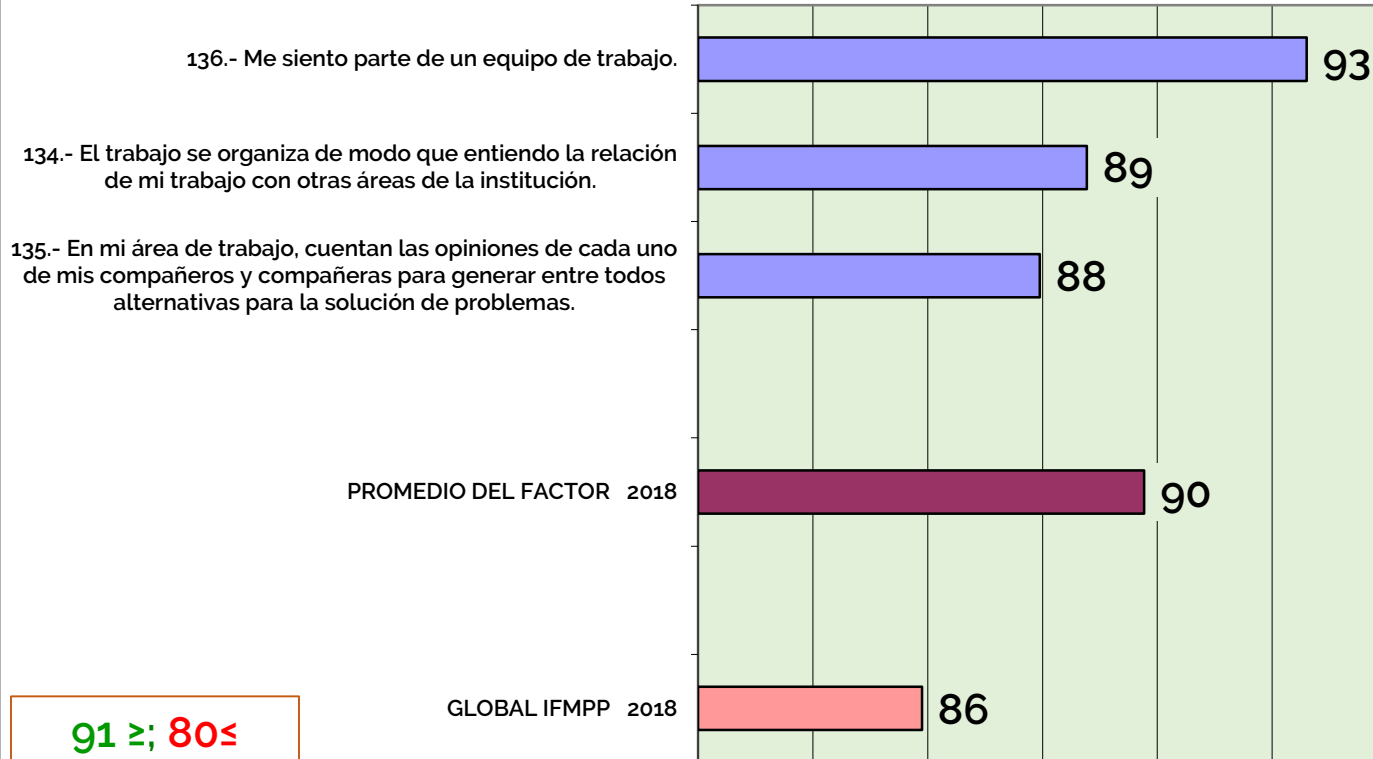 136.- Me siento parte de un equipo de trabajo.
93
134.- El trabajo se organiza de modo que entiendo la relación
de mi trabajo con otras áreas de la institución.
89
135.- En mi área de trabajo, cuentan las opiniones de cada uno
de mis compañeros y compañeras para generar entre todos
alternativas para la solución de problemas.
88
PROMEDIO DEL FACTOR 2018
90
GLOBAL IFMPP 2018
86
91 ≥; 80≤